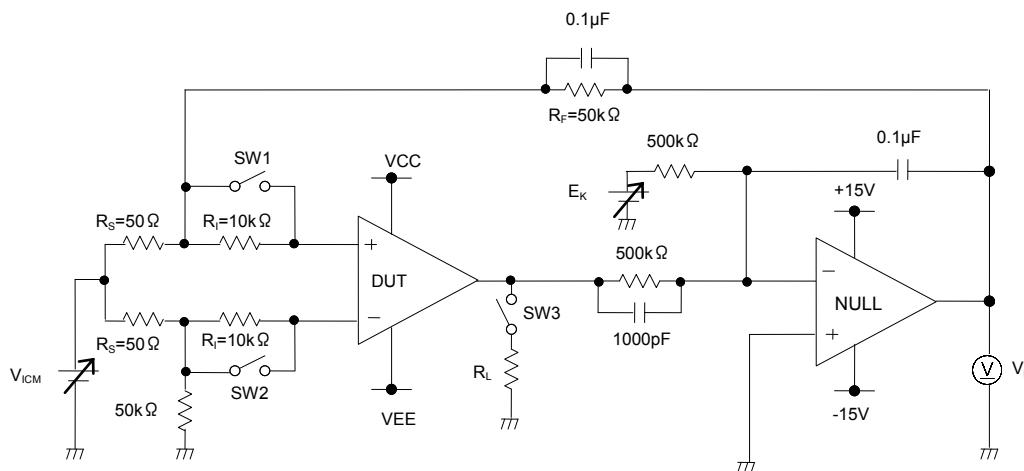 0.1μF
R_F=50kΩ
0.1μF
500kΩ
SW1
VCC
E_K
+15V
R_S=50Ω
R_I=10kΩ
+
500kΩ
DUT
−
NULL
−
SW3
+
R_S=50Ω
R_I=10kΩ
1000pF
V_ICM
SW2
R_L
V
V
50kΩ
VEE
-15V